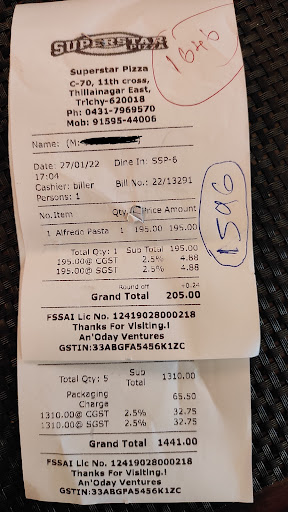 SUPERSTAR
PIZZA
1646
Superstar Pizza
C-70, 11th cross,
Thillainagar East,
Trichy-620018
Ph: 0431-7969570
Mob: 91595-44006
Name: (M:
Date: 27/01/22 Dine In: SSP-6
17:04
Cashier: biller Bill No.: 22/13291
Persons: 1
No.Item Qty. Price Amount
1 Alfredo Pasta 1 195.00 195.00
1596
Total Qty: 1 Sub Total 195.00
195.00@ CGST 2.5% 4.88
195.00@ SGST 2.5% 4.88
Round off +0.24
Grand Total 205.00
FSSAI Lic No. 12419028000218
Thanks For Visiting.!
An'Oday Ventures
GSTIN:33ABGFA5456K1ZC
Total Qty: 5 Sub Total 1310.00
Packaging Charge 65.50
1310.00@ CGST 2.5% 32.75
1310.00@ SGST 2.5% 32.75
Grand Total 1441.00
FSSAI Lic No. 12419028000218
Thanks For Visiting.!
An'Oday Ventures
GSTIN:33ABGFA5456K1ZC